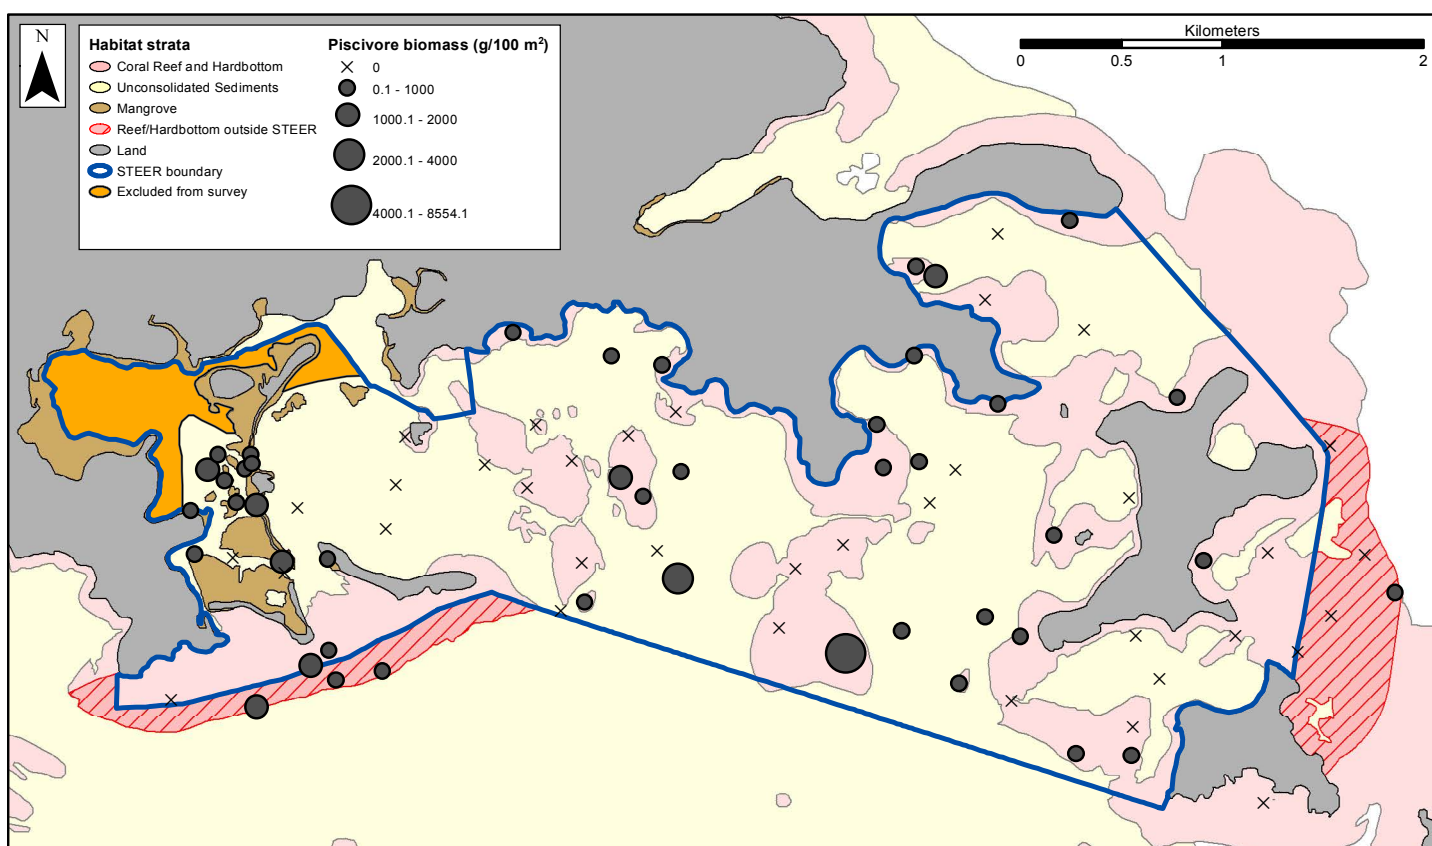 N
Habitat strata
Coral Reef and Hardbottom
Unconsolidated Sediments
Mangrove
Reef/Hardbottom outside STEER
Land
STEER boundary
Excluded from survey
Piscivore biomass (g/100 m²)
0
0.1 - 1000
1000.1 - 2000
2000.1 - 4000
4000.1 - 8554.1
Kilometers
0 0.5 1 2